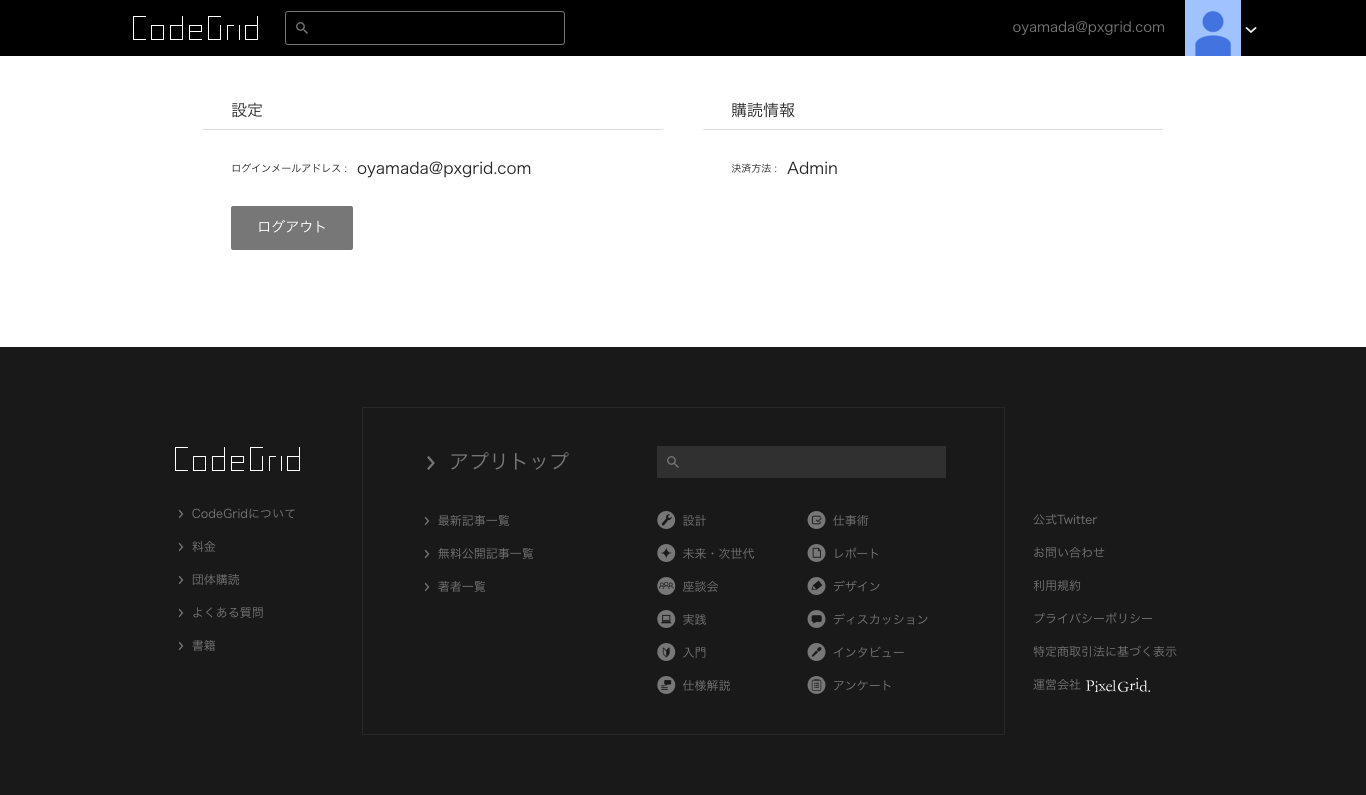 CodeGrid
oyamada@pxgrid.com
設定
ログインメールアドレス : oyamada@pxgrid.com
ログアウト
購読情報
決済方法 : Admin
CodeGrid
CodeGridについて
料金
団体購読
よくある質問
書籍
アプリトップ
最新記事一覧
無料公開記事一覧
著者一覧
設計
未来・次世代
座談会
実践
入門
仕様解説
仕事術
レポート
デザイン
ディスカッション
インタビュー
アンケート
公式Twitter
お問い合わせ
利用規約
プライバシーポリシー
特定商取引法に基づく表示
運営会社 PixelGrid.